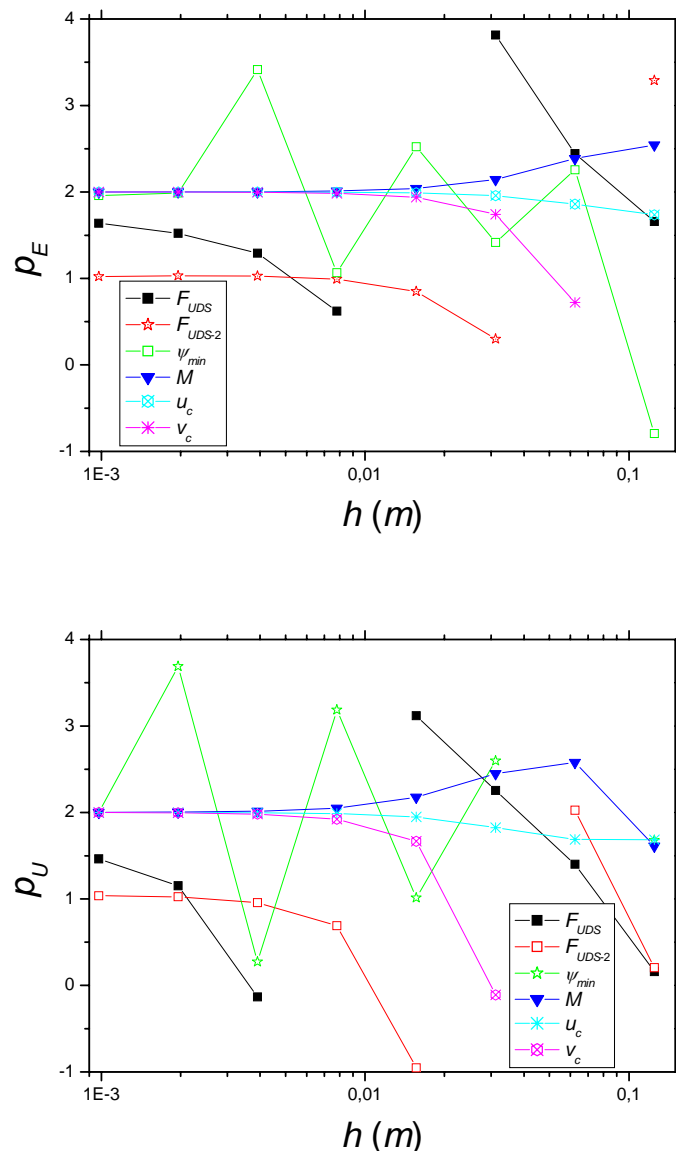 4
3
2
1
0
-1
p_E
F_UDS
F_UDS-2
ψ_min
M
u_c
v_c
1E-3 0,01 0,1
h (m)
4
3
2
1
0
-1
p_U
F_UDS
F_UDS-2
ψ_min
M
u_c
v_c
1E-3 0,01 0,1
h (m)